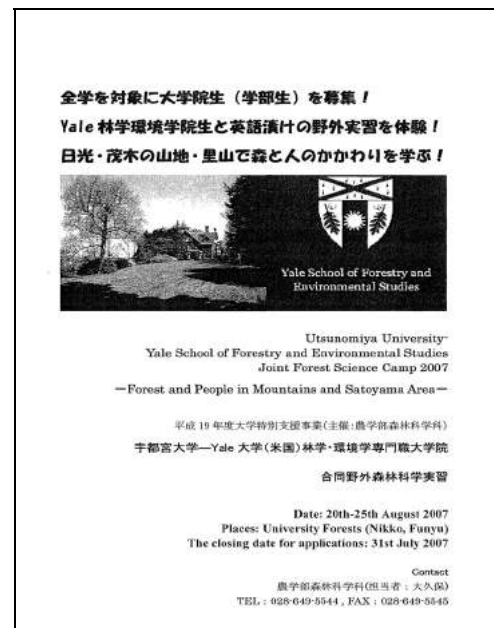 全学を対象に大学院生（学部生）を募集！
Yale 林学環境学院生と英語漬けの野外実習を体験！
日光・茂木の山地・里山で森と人のかかわりを学ぶ！
Yale School of Forestry and
Environmental Studies
Utsunomiya University-
Yale School of Forestry and Environmental Studies
Joint Forest Science Camp 2007
—Forest and People in Mountains and Satoyama Area—
平成 19 年度大学特別支援事業(主催:農学部森林科学科)
宇都宮大学—Yale 大学(米国)林学・環境学専門職大学院
合同野外森林科学実習
Date: 20th-25th August 2007
Places: University Forests (Nikko, Funyu)
The closing date for applications: 31st July 2007
Contact
農学部森林科学科(担当者：大久保)
TEL : 028-649-5544 , FAX : 028-649-5545